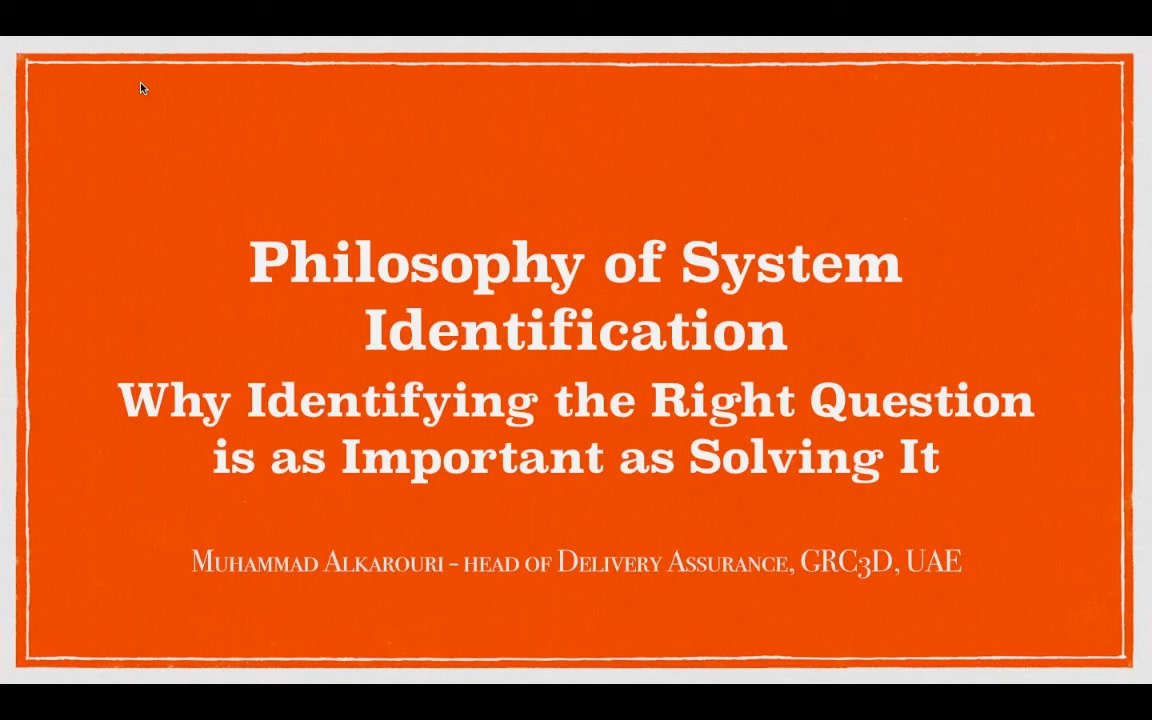 Philosophy of System
Identification
Why Identifying the Right Question
is as Important as Solving It
Muhammad Alkarouri - head of Delivery Assurance, GRC3D, UAE